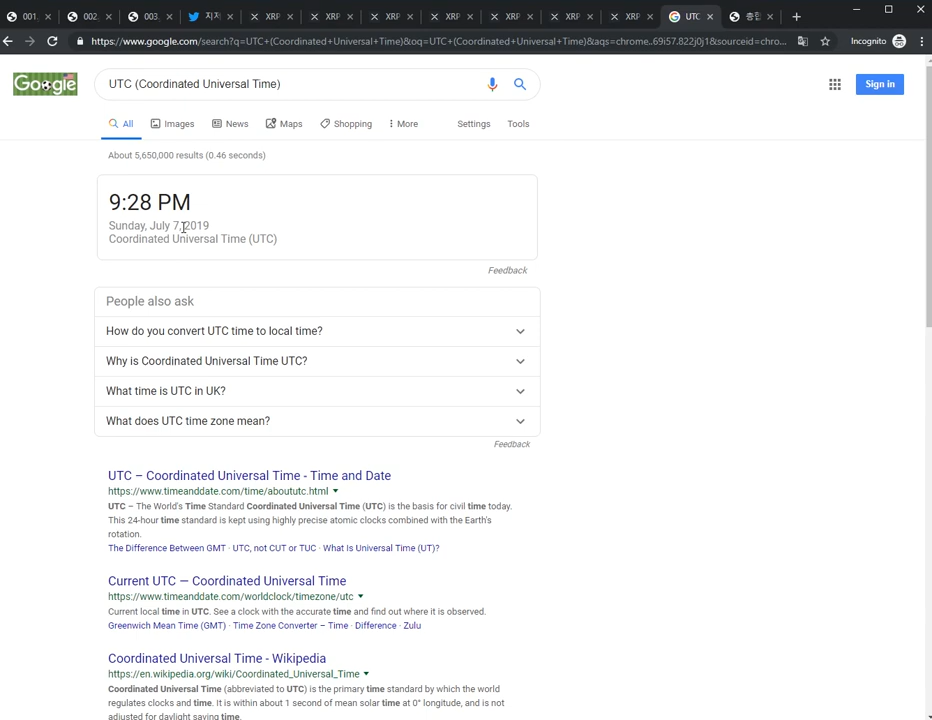 001.
002.
003.
지지
XRP
XRP
XRP
XRP
XRP
XRP
XRP
UTC
https://www.google.com/search?q=UTC+(Coordinated+Universal+Time)&oq=UTC+(Coordinated+Universal+Time)&aqs=chrome..69i57.822j0j1&sourceid=chro...
Incognito
Google
UTC (Coordinated Universal Time)
Sign in
All Images News Maps Shopping More Settings Tools
About 5,650,000 results (0.46 seconds)
9:28 PM
Sunday, July 7, 2019
Coordinated Universal Time (UTC)
Feedback
People also ask
How do you convert UTC time to local time?
Why is Coordinated Universal Time UTC?
What time is UTC in UK?
What does UTC time zone mean?
Feedback
UTC – Coordinated Universal Time - Time and Date
https://www.timeanddate.com/time/aboututc.html
UTC – The World's Time Standard Coordinated Universal Time (UTC) is the basis for civil time today.
This 24-hour time standard is kept using highly precise atomic clocks combined with the Earth's
rotation.
The Difference Between GMT · UTC, not CUT or TUC · What Is Universal Time (UT)?
Current UTC — Coordinated Universal Time
https://www.timeanddate.com/worldclock/timezone/utc
Current local time in UTC. See a clock with the accurate time and find out where it is observed.
Greenwich Mean Time (GMT) · Time Zone Converter – Time · Difference · Zulu
Coordinated Universal Time - Wikipedia
https://en.wikipedia.org/wiki/Coordinated_Universal_Time
Coordinated Universal Time (abbreviated to UTC) is the primary time standard by which the world
regulates clocks and time. It is within about 1 second of mean solar time at 0° longitude, and is not
adjusted for daylight saving time.